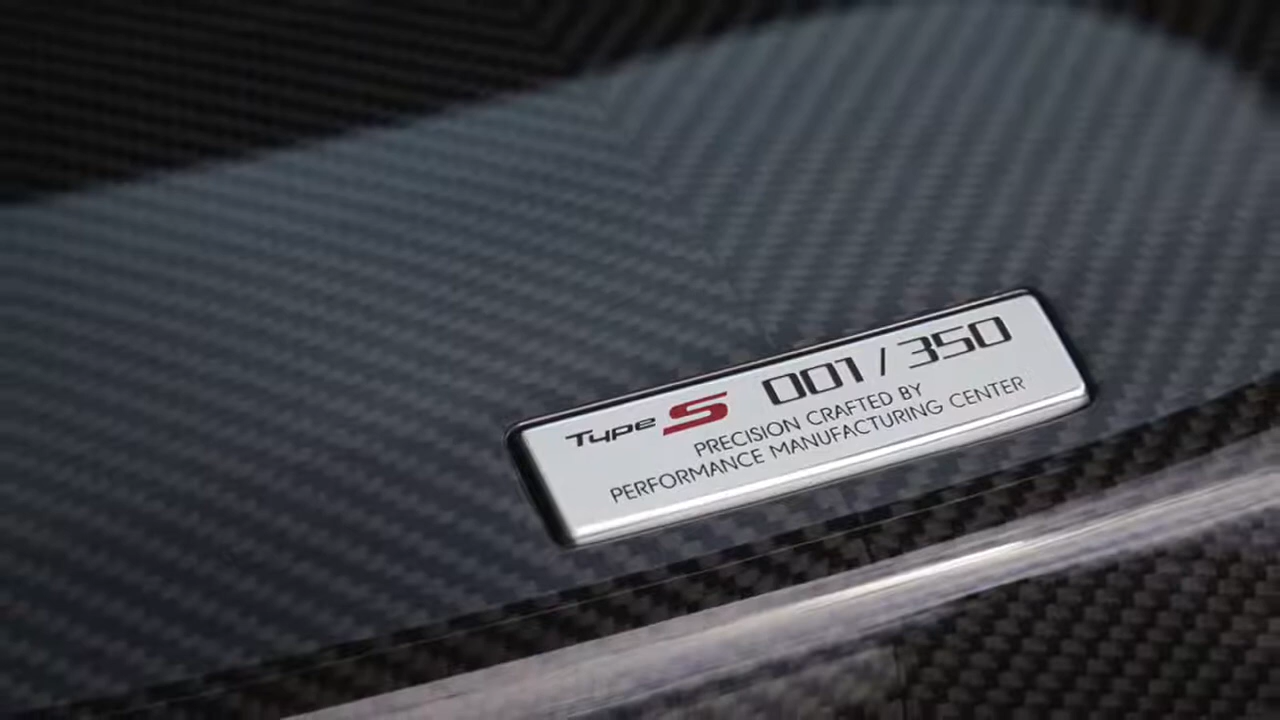 Type S 001/350
PRECISION CRAFTED BY
PERFORMANCE MANUFACTURING CENTER